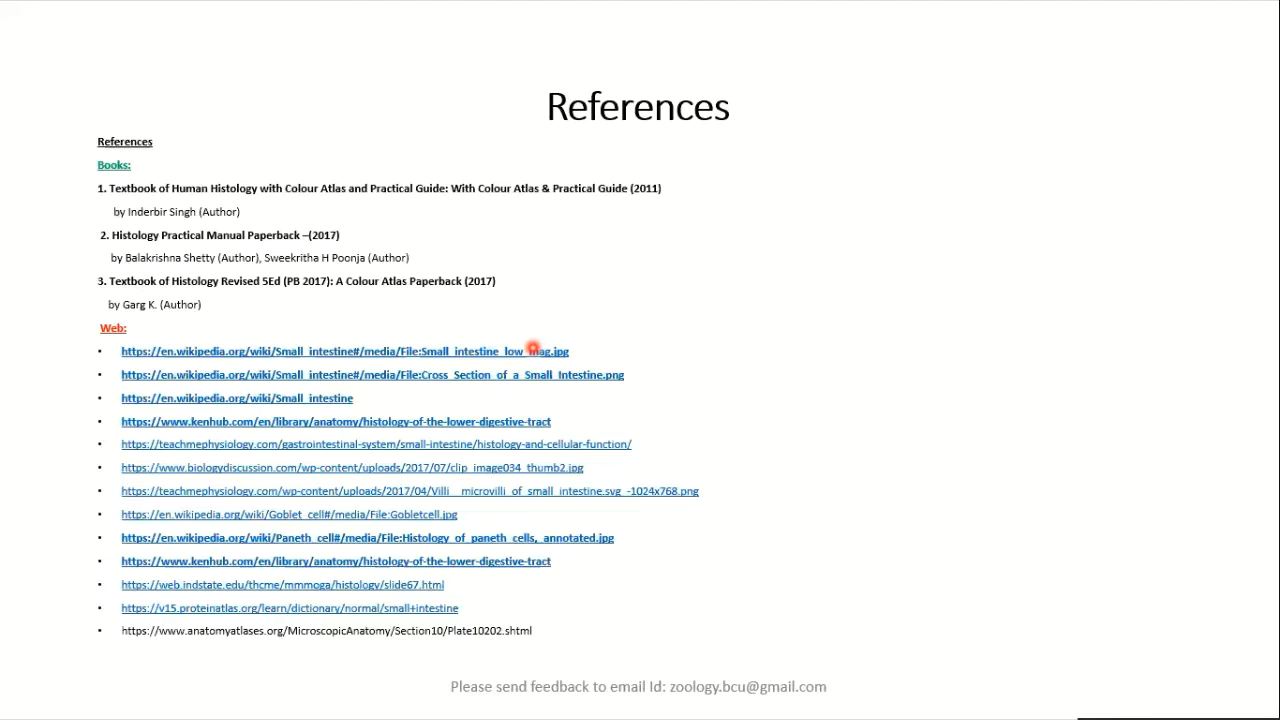 References
References
Books:
1. Textbook of Human Histology with Colour Atlas and Practical Guide: With Colour Atlas & Practical Guide (2011)
by Inderbir Singh (Author)
2. Histology Practical Manual Paperback –(2017)
by Balakrishna Shetty (Author), Sweekritha H Poonja (Author)
3. Textbook of Histology Revised 5Ed (PB 2017): A Colour Atlas Paperback (2017)
by Garg K. (Author)
Web:
• https://en.wikipedia.org/wiki/Small_intestine#/media/File:Small_intestine_low_mag.jpg
• https://en.wikipedia.org/wiki/Small_intestine#/media/File:Cross_Section_of_a_Small_Intestine.png
• https://en.wikipedia.org/wiki/Small_intestine
• https://www.kenhub.com/en/library/anatomy/histology-of-the-lower-digestive-tract
• https://teachmephysiology.com/gastrointestinal-system/small-intestine/histology-and-cellular-function/
• https://www.biologydiscussion.com/wp-content/uploads/2017/07/clip_image034_thumb2.jpg
• https://teachmephysiology.com/wp-content/uploads/2017/04/Villi__microvilli_of_small_intestine.svg_-1024x768.png
• https://en.wikipedia.org/wiki/Goblet_cell#/media/File:Gobletcell.jpg
• https://en.wikipedia.org/wiki/Paneth_cell#/media/File:Histology_of_paneth_cells,_annotated.jpg
• https://www.kenhub.com/en/library/anatomy/histology-of-the-lower-digestive-tract
• https://web.indstate.edu/thcme/mmmoga/histology/slide67.html
• https://v15.proteinatlas.org/learn/dictionary/normal/small+intestine
• https://www.anatomyatlases.org/MicroscopicAnatomy/Section10/Plate10202.shtml
Please send feedback to email Id: zoology.bcu@gmail.com